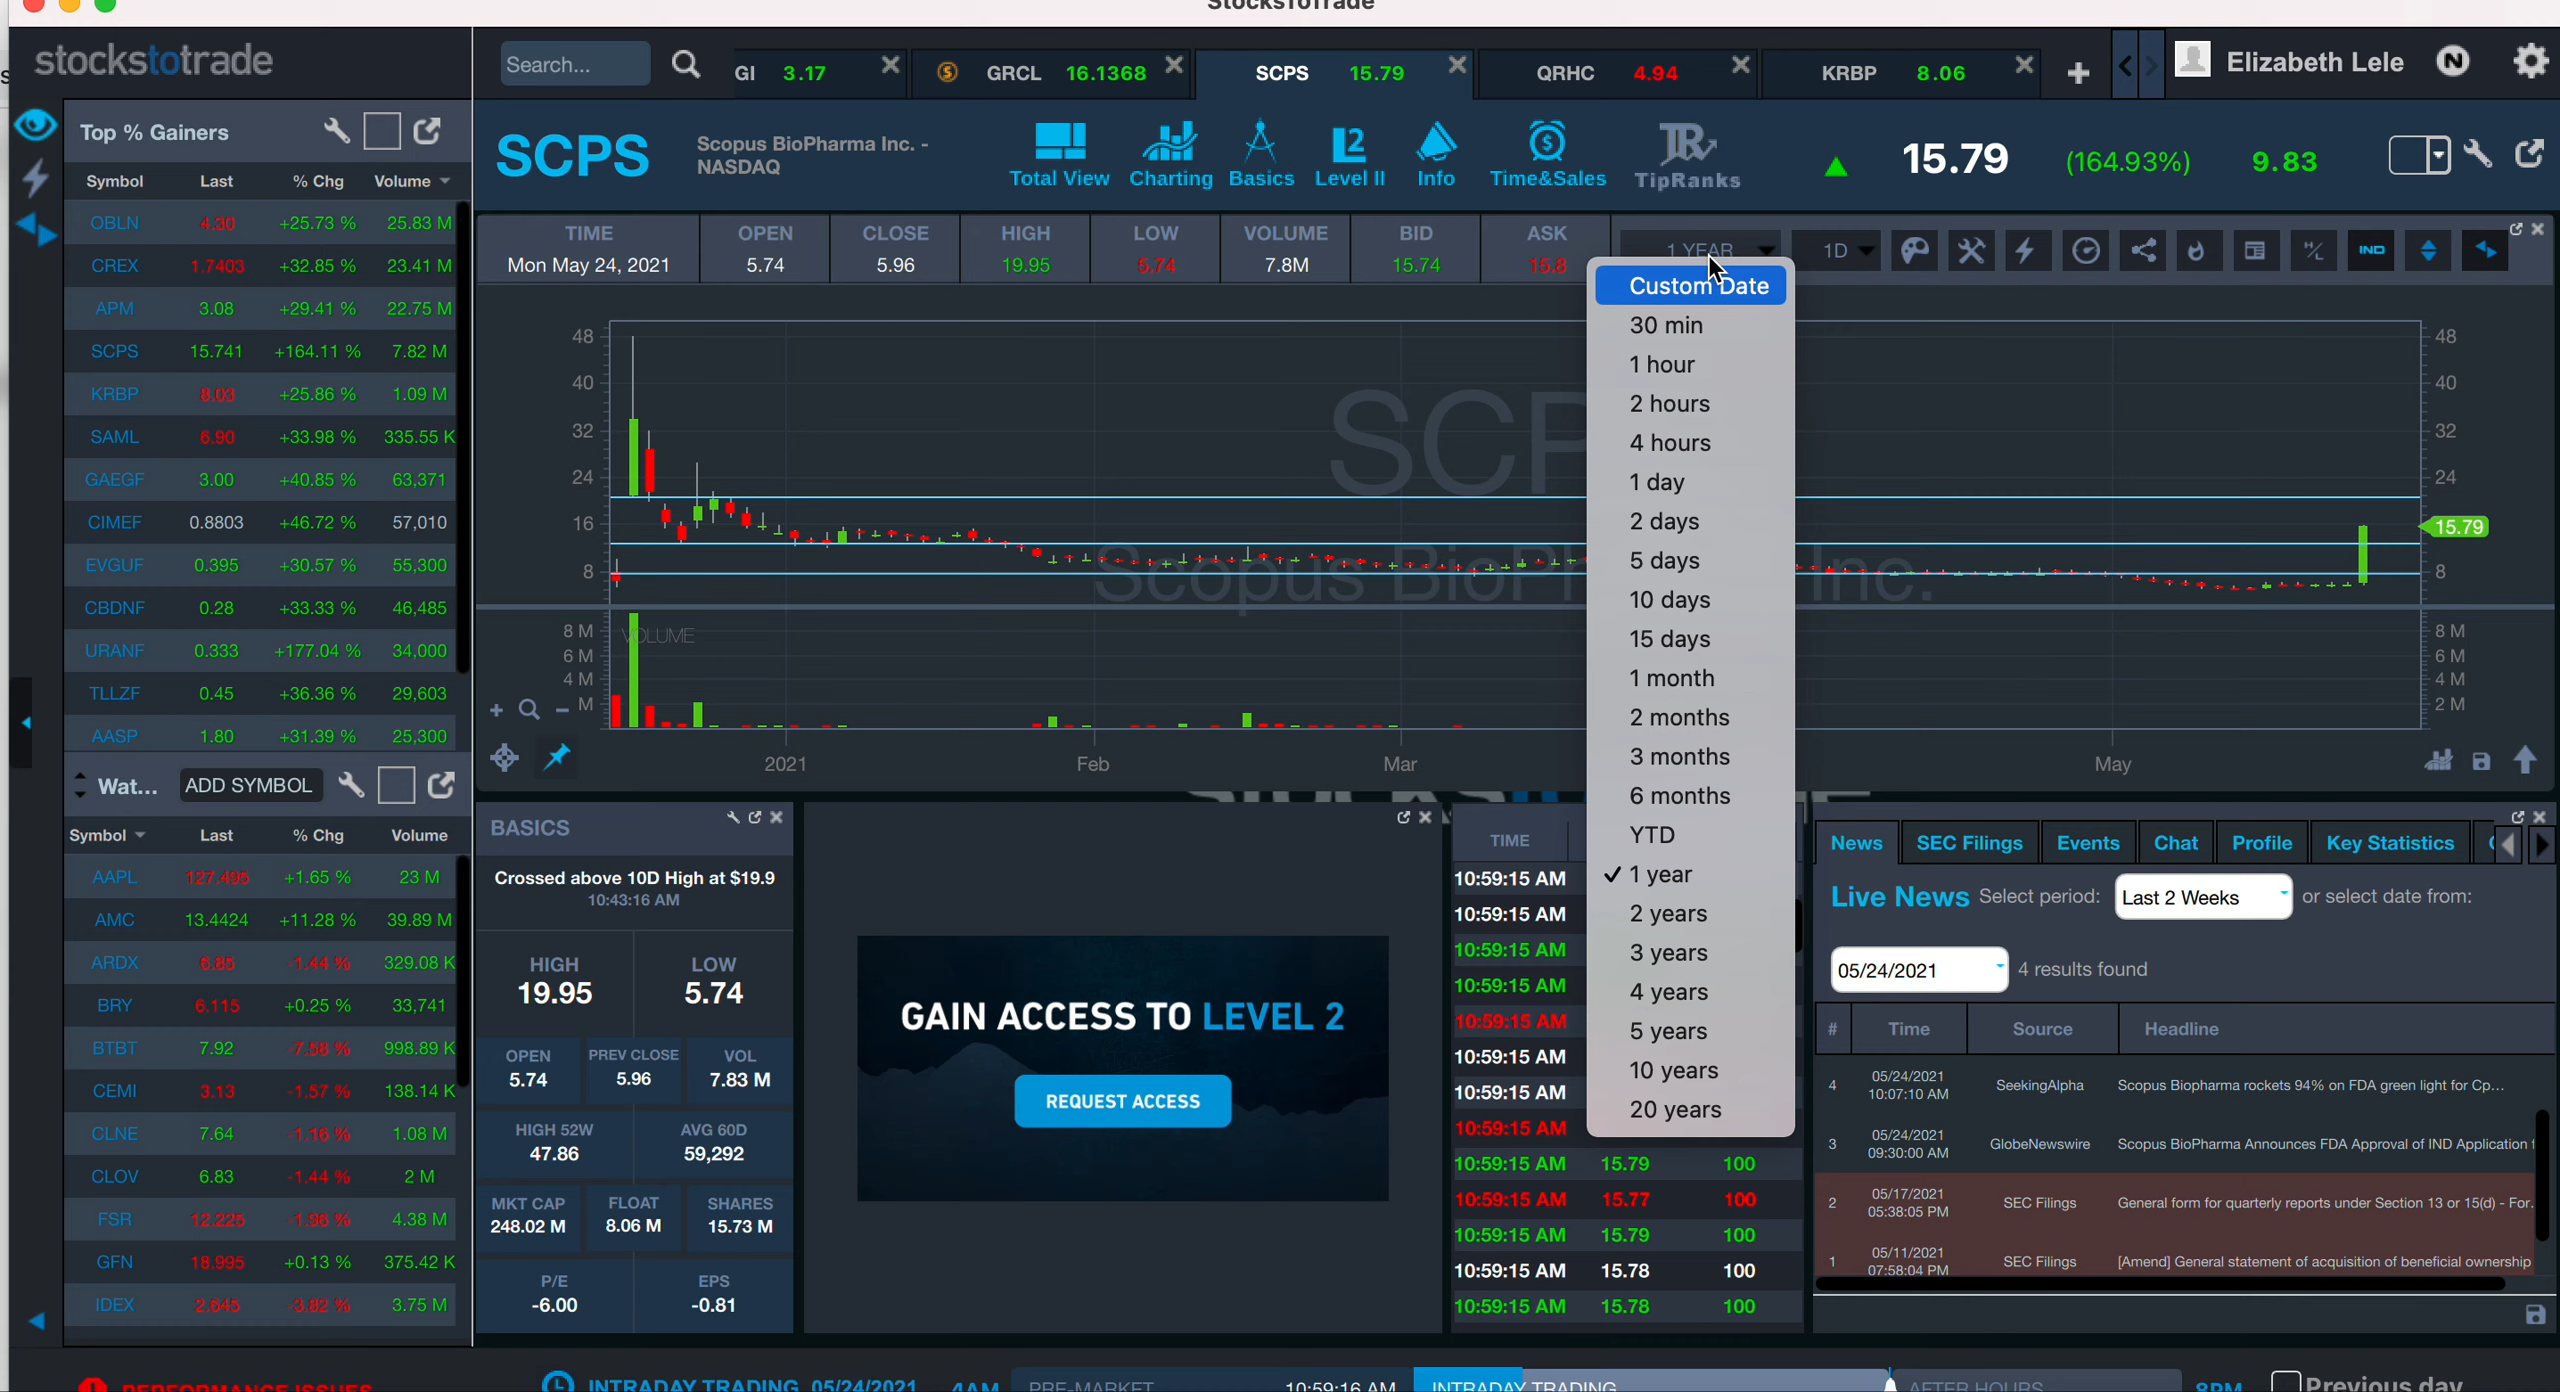 StocksToTrade
stockstotrade
Search...
GI 3.17
GRCL 16.1368
SCPS 15.79
QRHC 4.94
KRBP 8.06
Elizabeth Lele
N
Top % Gainers
Symbol Last % Chg Volume
OBLN 4.30 +25.73 % 25.83 M
CREX 1.7403 +32.85 % 23.41 M
APM 3.08 +29.41 % 22.75 M
SCPS 15.741 +164.11 % 7.82 M
KRBP 8.03 +25.86 % 1.09 M
SAML 6.90 +33.98 % 335.55 K
GAEGF 3.00 +40.85 % 63,371
CIMEF 0.8803 +46.72 % 57,010
EVGUF 0.395 +30.57 % 55,300
CBDNF 0.28 +33.33 % 46,485
URANF 0.333 +177.04 % 34,000
TLLZF 0.45 +36.36 % 29,603
AASP 1.80 +31.39 % 25,300
Wat... ADD SYMBOL
Symbol Last % Chg Volume
AAPL 127.495 +1.65 % 23 M
AMC 13.4424 +11.28 % 39.89 M
ARDX 6.85 -1.44 % 329.08 K
BRY 6.115 +0.25 % 33,741
BTBT 7.92 -7.58 % 998.89 K
CEMI 3.13 -1.57 % 138.14 K
CLNE 7.64 -1.16 % 1.08 M
CLOV 6.83 -1.44 % 2 M
FSR 12.225 -1.96 % 4.38 M
GFN 18.995 +0.13 % 375.42 K
IDEX 2.645 -3.82 % 3.75 M
SCPS
Scopus BioPharma Inc. -
NASDAQ
Total View Charting Basics Level II Info Time&Sales TipRanks
15.79 (164.93%) 9.83
TIME OPEN CLOSE HIGH LOW VOLUME BID ASK
Mon May 24, 2021 5.74 5.96 19.95 5.74 7.8M 15.74 15.8
1 YEAR 1D
IND
Custom Date
30 min
1 hour
2 hours
4 hours
1 day
2 days
5 days
10 days
15 days
1 month
2 months
3 months
6 months
YTD
✓ 1 year
2 years
3 years
4 years
5 years
10 years
20 years
48 48
40 40
32 32
24 24
16 15.79
8 8
SCP
Scopus BioPh Inc.
VOLUME
8 M 8 M
6 M 6 M
4 M 4 M
M 2 M
2021 Feb Mar May
BASICS
Crossed above 10D High at $19.9
10:43:16 AM
HIGH LOW
19.95 5.74
OPEN PREV CLOSE VOL
5.74 5.96 7.83 M
HIGH 52W AVG 60D
47.86 59,292
MKT CAP FLOAT SHARES
248.02 M 8.06 M 15.73 M
P/E EPS
-6.00 -0.81
GAIN ACCESS TO LEVEL 2
REQUEST ACCESS
TIME
10:59:15 AM
10:59:15 AM
10:59:15 AM
10:59:15 AM
10:59:15 AM
10:59:15 AM
10:59:15 AM
10:59:15 AM
10:59:15 AM 15.79 100
10:59:15 AM 15.77 100
10:59:15 AM 15.79 100
10:59:15 AM 15.78 100
10:59:15 AM 15.78 100
News SEC Filings Events Chat Profile Key Statistics
Live News Select period: Last 2 Weeks or select date from:
05/24/2021 4 results found
# Time Source Headline
4 05/24/2021 10:07:10 AM SeekingAlpha Scopus Biopharma rockets 94% on FDA green light for Cp...
3 05/24/2021 09:30:00 AM GlobeNewswire Scopus BioPharma Announces FDA Approval of IND Application
2 05/17/2021 05:38:05 PM SEC Filings General form for quarterly reports under Section 13 or 15(d) - For.
1 05/11/2021 07:58:04 PM SEC Filings [Amend] General statement of acquisition of beneficial ownership
PERFORMANCE ISSUES
INTRADAY TRADING 05/24/2021 4AM PRE-MARKET 10:59:16 AM INTRADAY TRADING AFTER HOURS 8PM Previous day